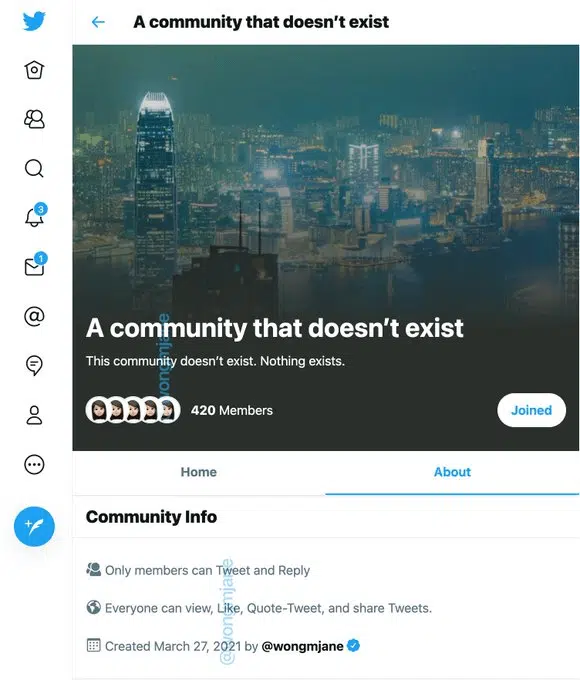 A community that doesn’t exist
3
1
A community that doesn’t exist
This community doesn’t exist. Nothing exists.
@wongmjane
420 Members
Joined
Home
About
Community Info
Only members can Tweet and Reply
Everyone can view, Like, Quote-Tweet, and share Tweets.
@wongmjane
Created March 27, 2021 by @wongmjane